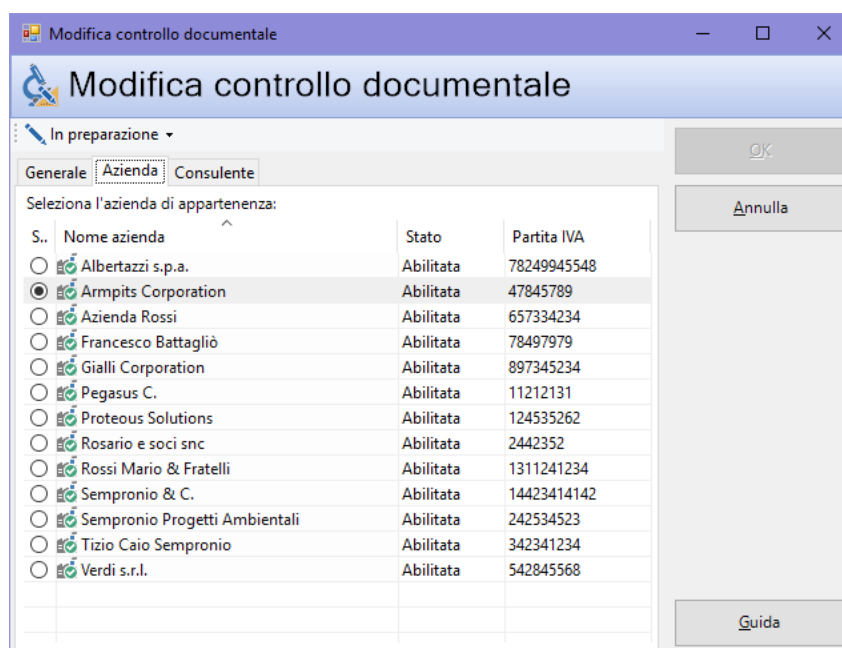 Modifica controllo documentale
Modifica controllo documentale
In preparazione
OK
Generale Azienda Consulente
Annulla
Seleziona l'azienda di appartenenza:
S.. Nome azienda Stato Partita IVA
Albertazzi s.p.a. Abilitata 78249945548
Armpits Corporation Abilitata 47845789
Azienda Rossi Abilitata 657334234
Francesco Battagliò Abilitata 78497979
Gialli Corporation Abilitata 897345234
Pegasus C. Abilitata 11212131
Proteous Solutions Abilitata 124535262
Rosario e soci snc Abilitata 2442352
Rossi Mario & Fratelli Abilitata 1311241234
Sempronio & C. Abilitata 14423414142
Sempronio Progetti Ambientali Abilitata 242534523
Tizio Caio Sempronio Abilitata 342341234
Verdi s.r.l. Abilitata 542845568
Guida